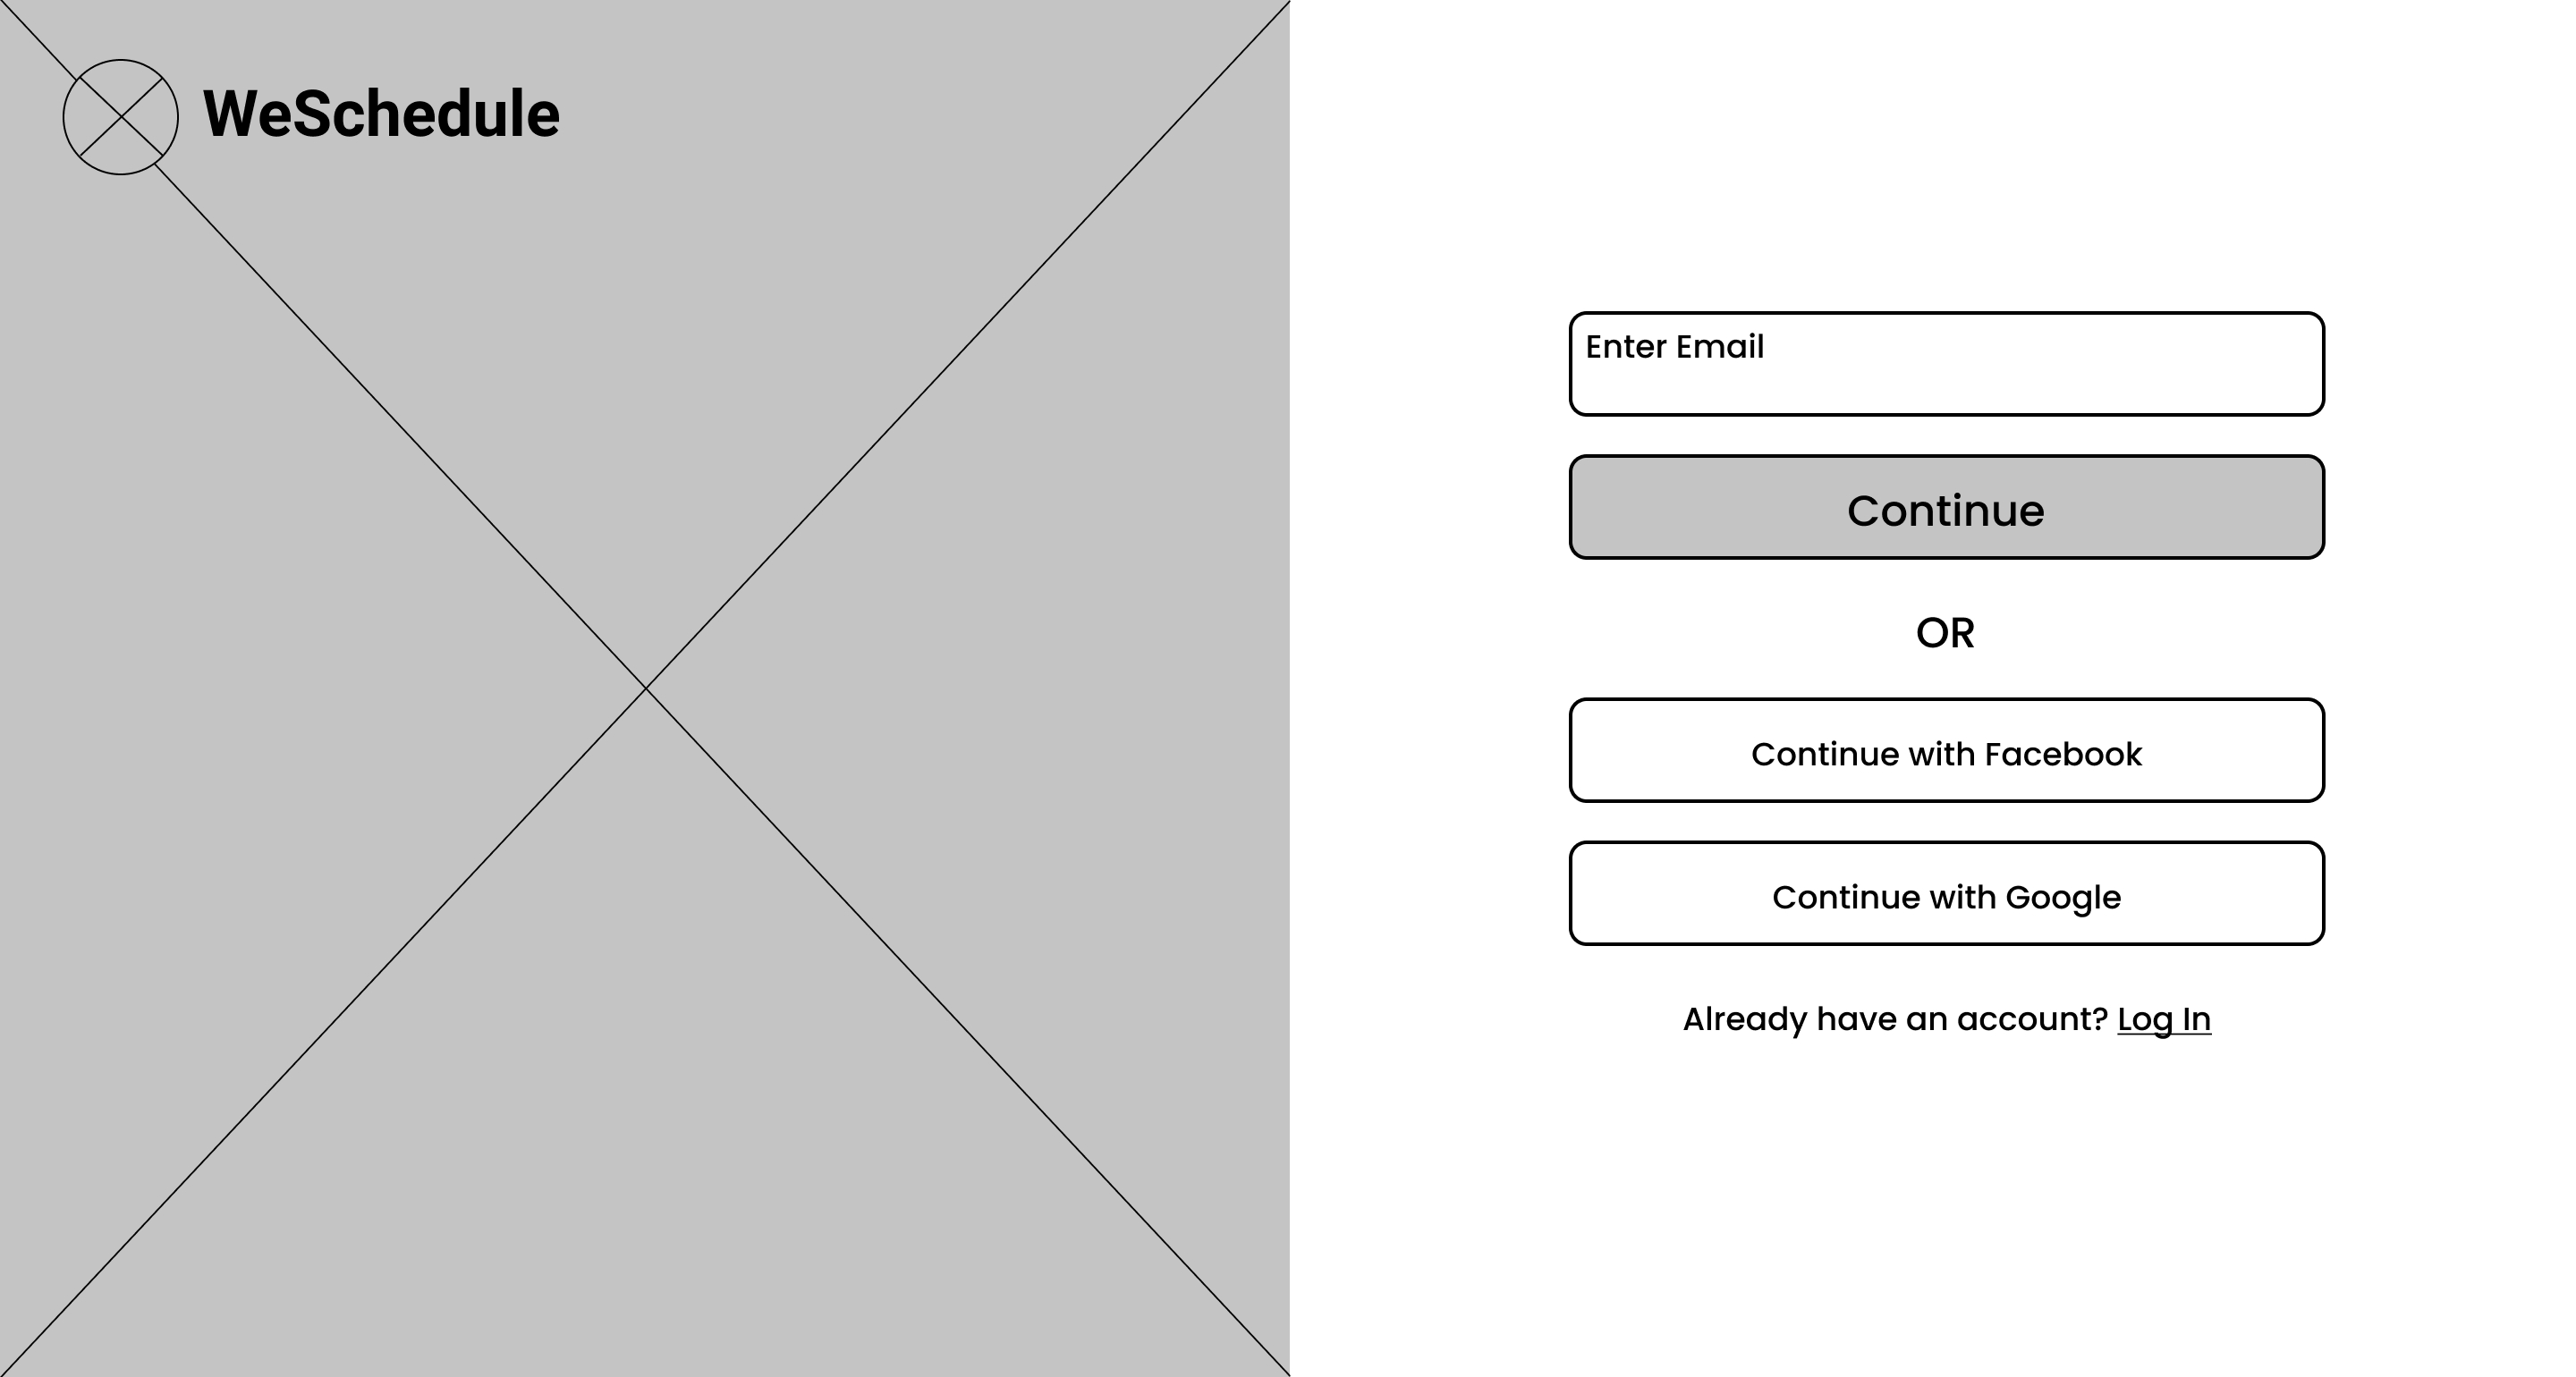 WeSchedule
Enter Email
Continue
OR
Continue with Facebook
Continue with Google
Already have an account? Log In